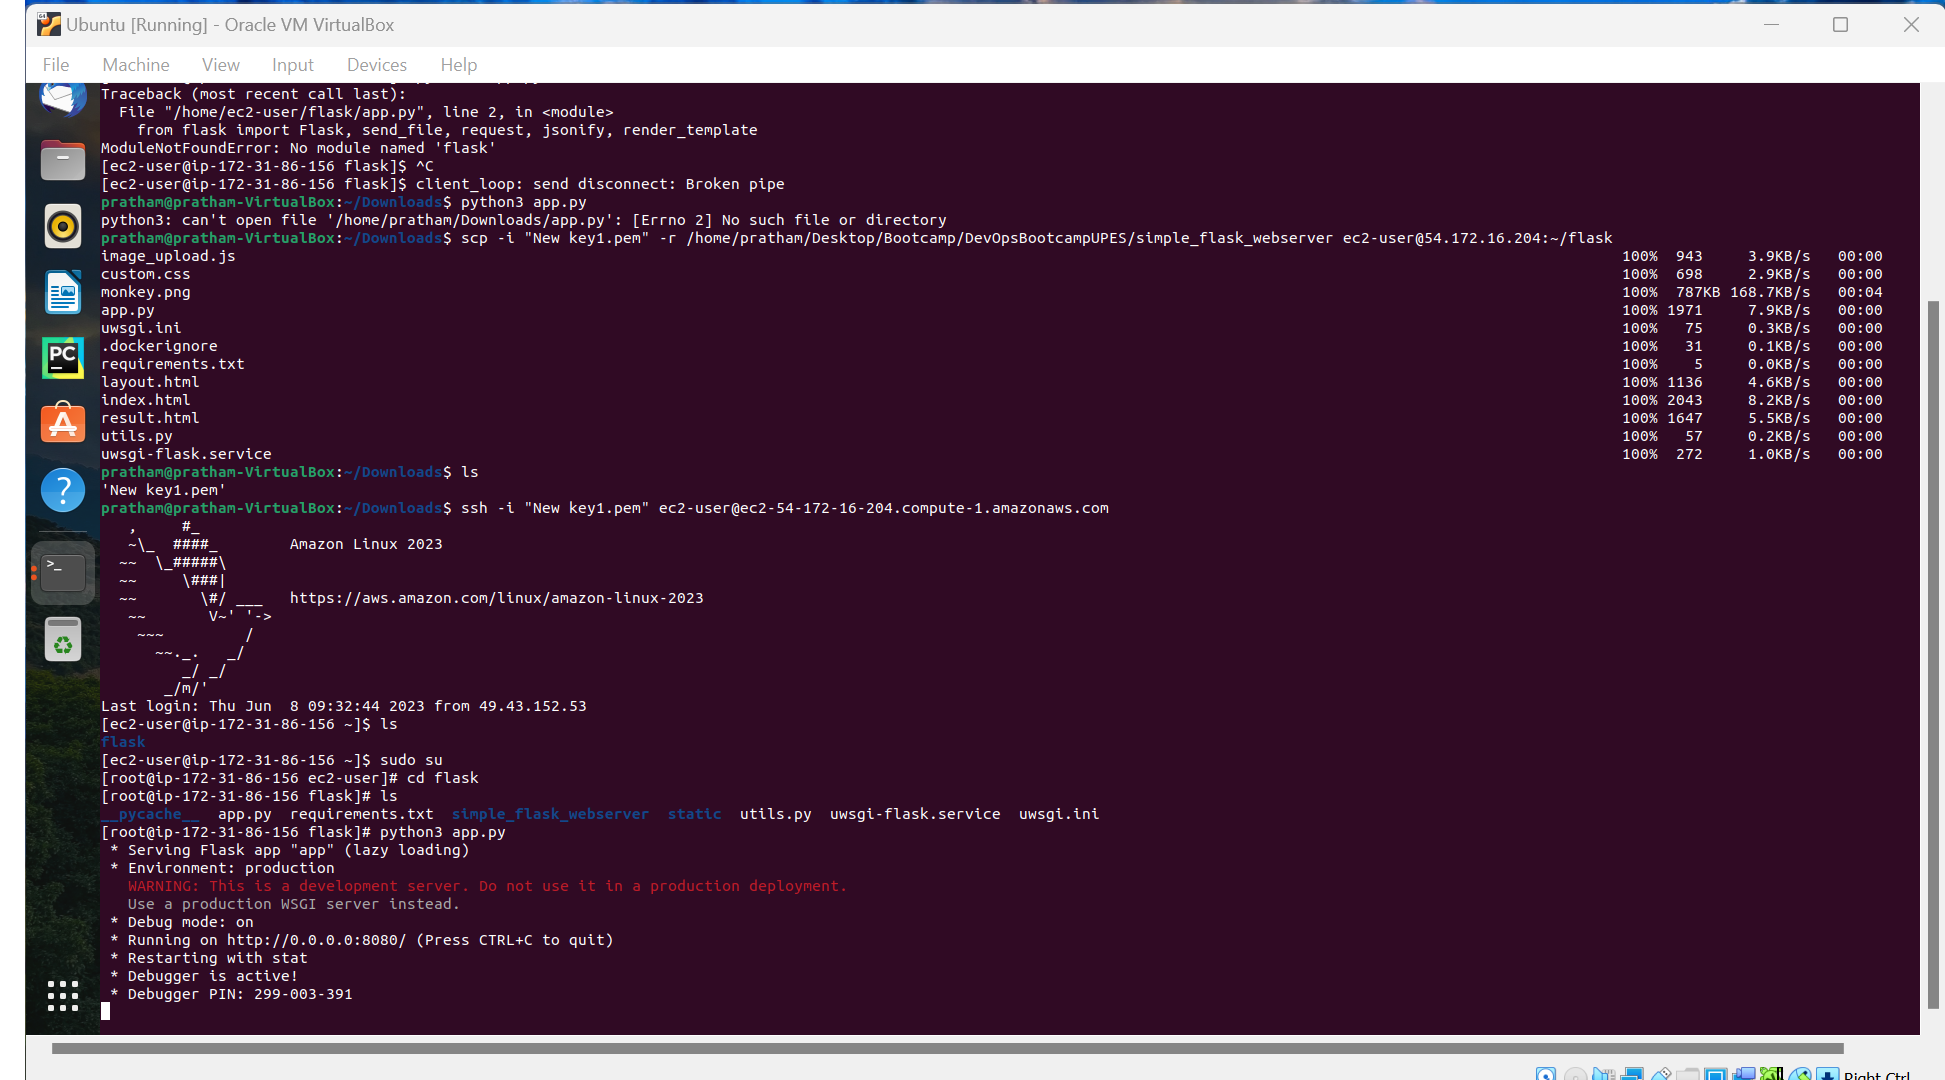 Ubuntu [Running] - Oracle VM VirtualBox
File Machine View Input Devices Help
Traceback (most recent call last):
  File "/home/ec2-user/flask/app.py", line 2, in <module>
    from flask import Flask, send_file, request, jsonify, render_template
ModuleNotFoundError: No module named 'flask'
[ec2-user@ip-172-31-86-156 flask]$ ^C
[ec2-user@ip-172-31-86-156 flask]$ client_loop: send disconnect: Broken pipe
pratham@pratham-VirtualBox:~/Downloads$ python3 app.py
python3: can't open file '/home/pratham/Downloads/app.py': [Errno 2] No such file or directory
pratham@pratham-VirtualBox:~/Downloads$ scp -i "New key1.pem" -r /home/pratham/Desktop/Bootcamp/DevOpsBootcampUPES/simple_flask_webserver ec2-user@54.172.16.204:~/flask
image_upload.js 100% 943 3.9KB/s 00:00
custom.css 100% 698 2.9KB/s 00:00
monkey.png 100% 787KB 168.7KB/s 00:04
app.py 100% 1971 7.9KB/s 00:00
uwsgi.ini 100% 75 0.3KB/s 00:00
.dockerignore 100% 31 0.1KB/s 00:00
requirements.txt 100% 5 0.0KB/s 00:00
layout.html 100% 1136 4.6KB/s 00:00
index.html 100% 2043 8.2KB/s 00:00
result.html 100% 1647 5.5KB/s 00:00
utils.py 100% 57 0.2KB/s 00:00
uwsgi-flask.service 100% 272 1.0KB/s 00:00
pratham@pratham-VirtualBox:~/Downloads$ ls
'New key1.pem'
pratham@pratham-VirtualBox:~/Downloads$ ssh -i "New key1.pem" ec2-user@ec2-54-172-16-204.compute-1.amazonaws.com
   ,     #_
   ~\_  ####_        Amazon Linux 2023
  ~~  \_#####\
  ~~     \###|
  ~~       \#/ ___   https://aws.amazon.com/linux/amazon-linux-2023
   ~~       V~' '->
    ~~~         /
      ~~._.   _/
         _/ _/
       _/m/'
Last login: Thu Jun  8 09:32:44 2023 from 49.43.152.53
[ec2-user@ip-172-31-86-156 ~]$ ls
flask
[ec2-user@ip-172-31-86-156 ~]$ sudo su
[root@ip-172-31-86-156 ec2-user]# cd flask
[root@ip-172-31-86-156 flask]# ls
__pycache__  app.py  requirements.txt  simple_flask_webserver  static  utils.py  uwsgi-flask.service  uwsgi.ini
[root@ip-172-31-86-156 flask]# python3 app.py
 * Serving Flask app "app" (lazy loading)
 * Environment: production
   WARNING: This is a development server. Do not use it in a production deployment.
   Use a production WSGI server instead.
 * Debug mode: on
 * Running on http://0.0.0.0:8080/ (Press CTRL+C to quit)
 * Restarting with stat
 * Debugger is active!
 * Debugger PIN: 299-003-391
Right Ctrl